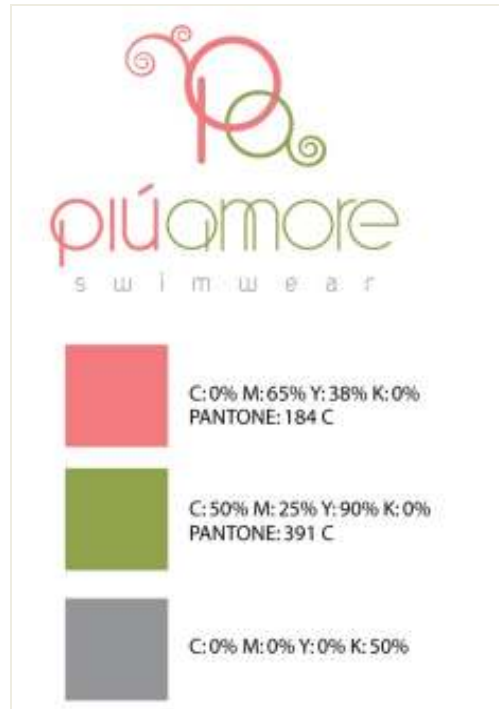 piúamore
swimwear
C: 0% M: 65% Y: 38% K: 0%
PANTONE: 184 C
C: 50% M: 25% Y: 90% K: 0%
PANTONE: 391 C
C: 0% M: 0% Y: 0% K: 50%